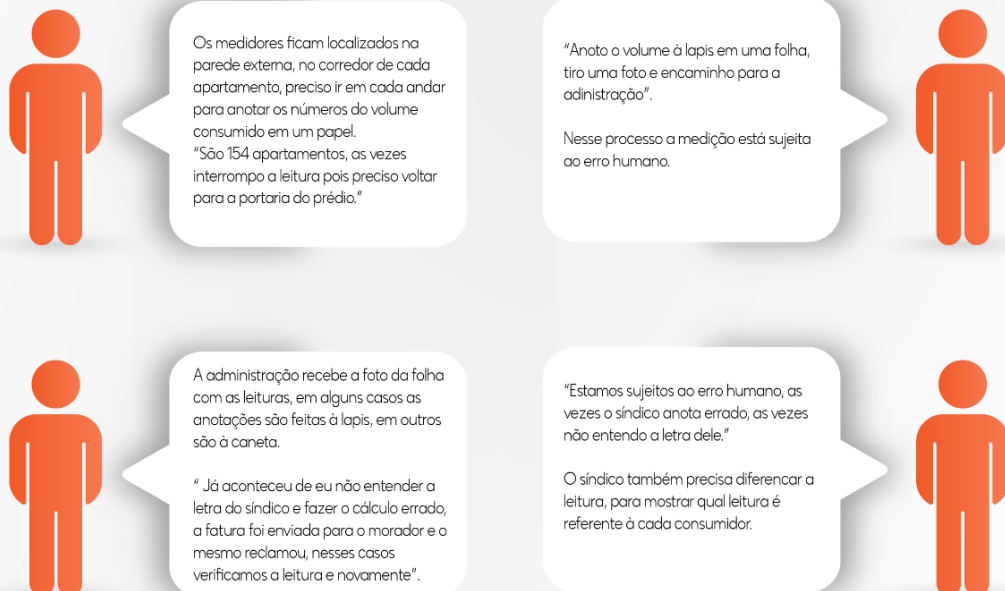 Os medidores ficam localizados na
parede externa, no corredor de cada
apartamento, preciso ir em cada andar
para anotar os números do volume
consumido em um papel.
“São 154 apartamentos, as vezes
interrompo a leitura pois preciso voltar
para a portaria do prédio.”
“Anoto o volume à lapis em uma folha,
tiro uma foto e encaminho para a
adinistração”.
Nesse processo a medição está sujeita
ao erro humano.
A administração recebe a foto da folha
com as leituras, em alguns casos as
anotações são feitas à lapis, em outros
são à caneta.
“ Já aconteceu de eu não entender a
letra do síndico e fazer o cálculo errado,
a fatura foi enviada para o morador e o
mesmo reclamou, nesses casos
verificamos a leitura e novamente”.
“Estamos sujeitos ao erro humano, as
vezes o síndico anota errado, as vezes
não entendo a letra dele.”
O síndico também precisa diferencar a
leitura, para mostrar qual leitura é
referente à cada consumidor.